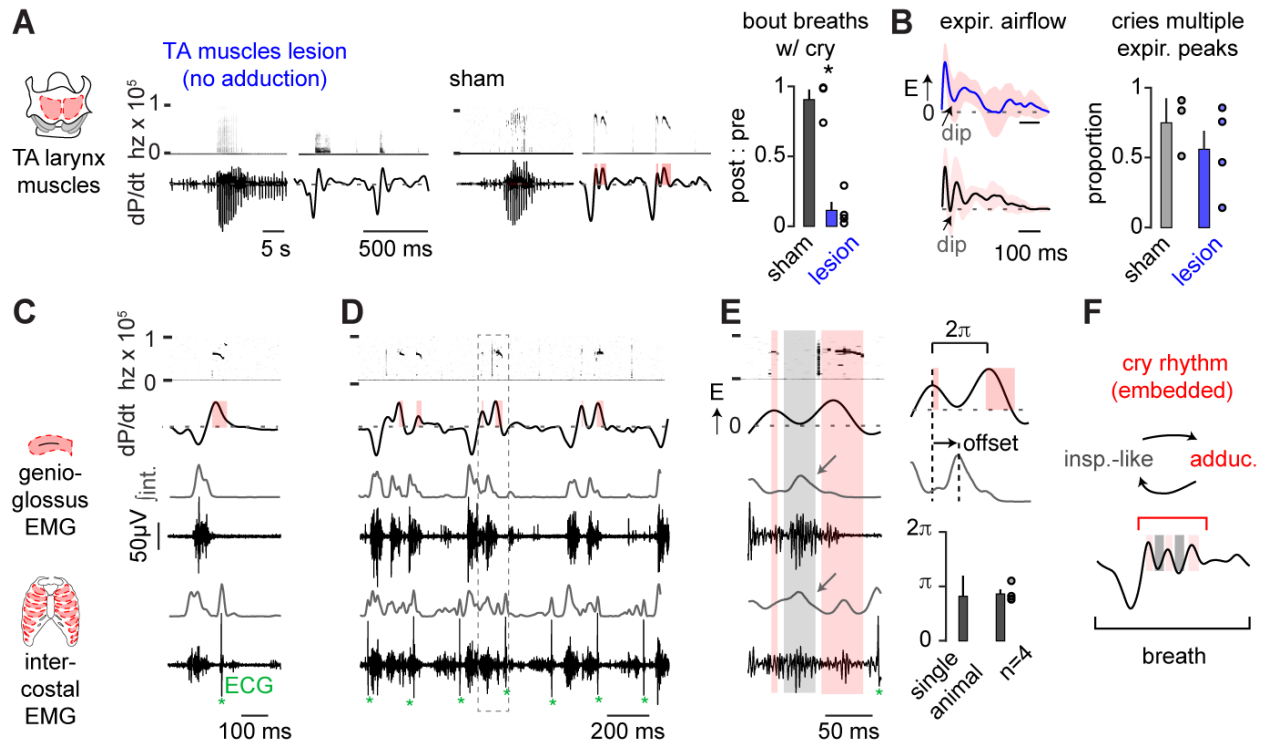 A
TA muscles lesion
(no adduction)
sham
TA larynx
muscles
hz x 10⁵
1
0
dP/dt
5 s
500 ms
bout breaths
w/ cry
*
post : pre
1
0.5
0
sham
lesion
B
expir. airflow
E
0
dip
dip
100 ms
cries multiple
expir. peaks
proportion
1
0.5
0
sham
lesion
C
hz x 10⁵
1
0
dP/dt
genio-
glossus
EMG
∫int.
50µV
inter-
costal
EMG
ECG
*
100 ms
D
* * * * * * *
200 ms
E
E
0
*
50 ms
2π
offset
2π
π
0
single
animal
n=4
F
cry rhythm
(embedded)
insp.-like
adduc.
breath